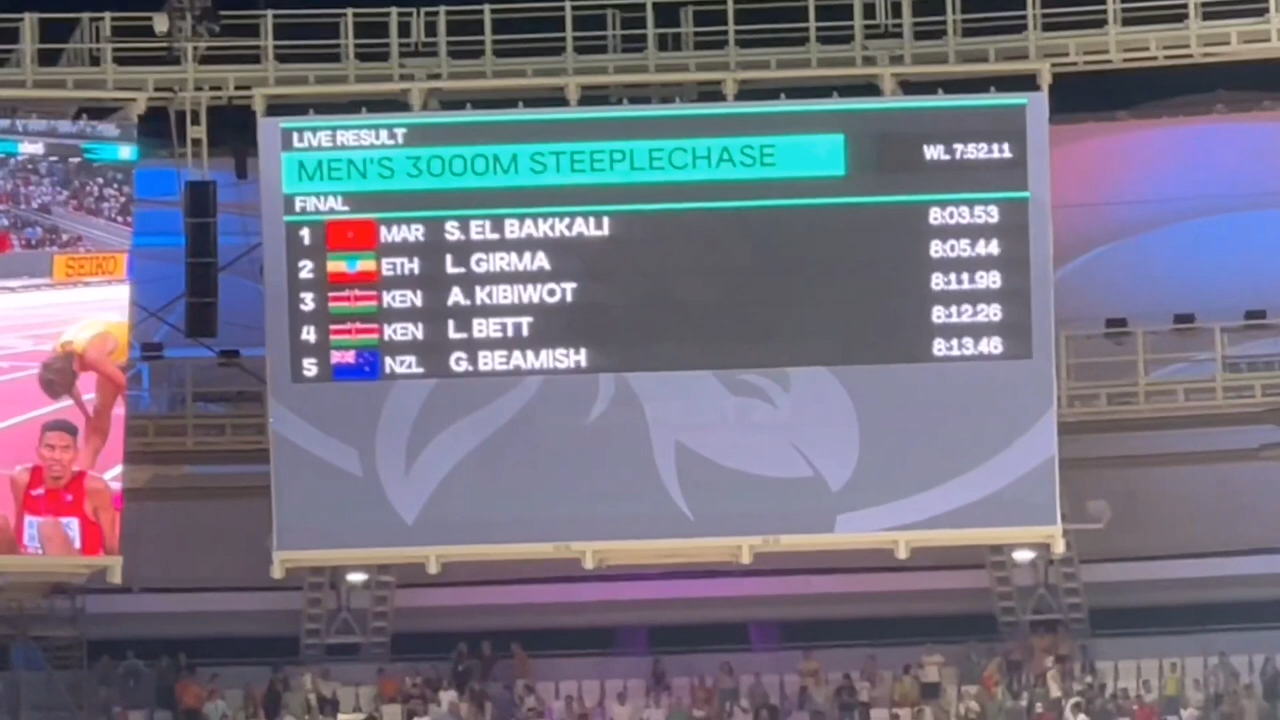 LIVE RESULT
MEN'S 3000M STEEPLECHASE WL 7:52.11
FINAL
1 MAR S. EL BAKKALI 8:03.53
2 ETH L. GIRMA 8:05.44
3 KEN A. KIBIWOT 8:11.98
4 KEN L. BETT 8:12.26
5 NZL G. BEAMISH 8:13.46
SEIKO